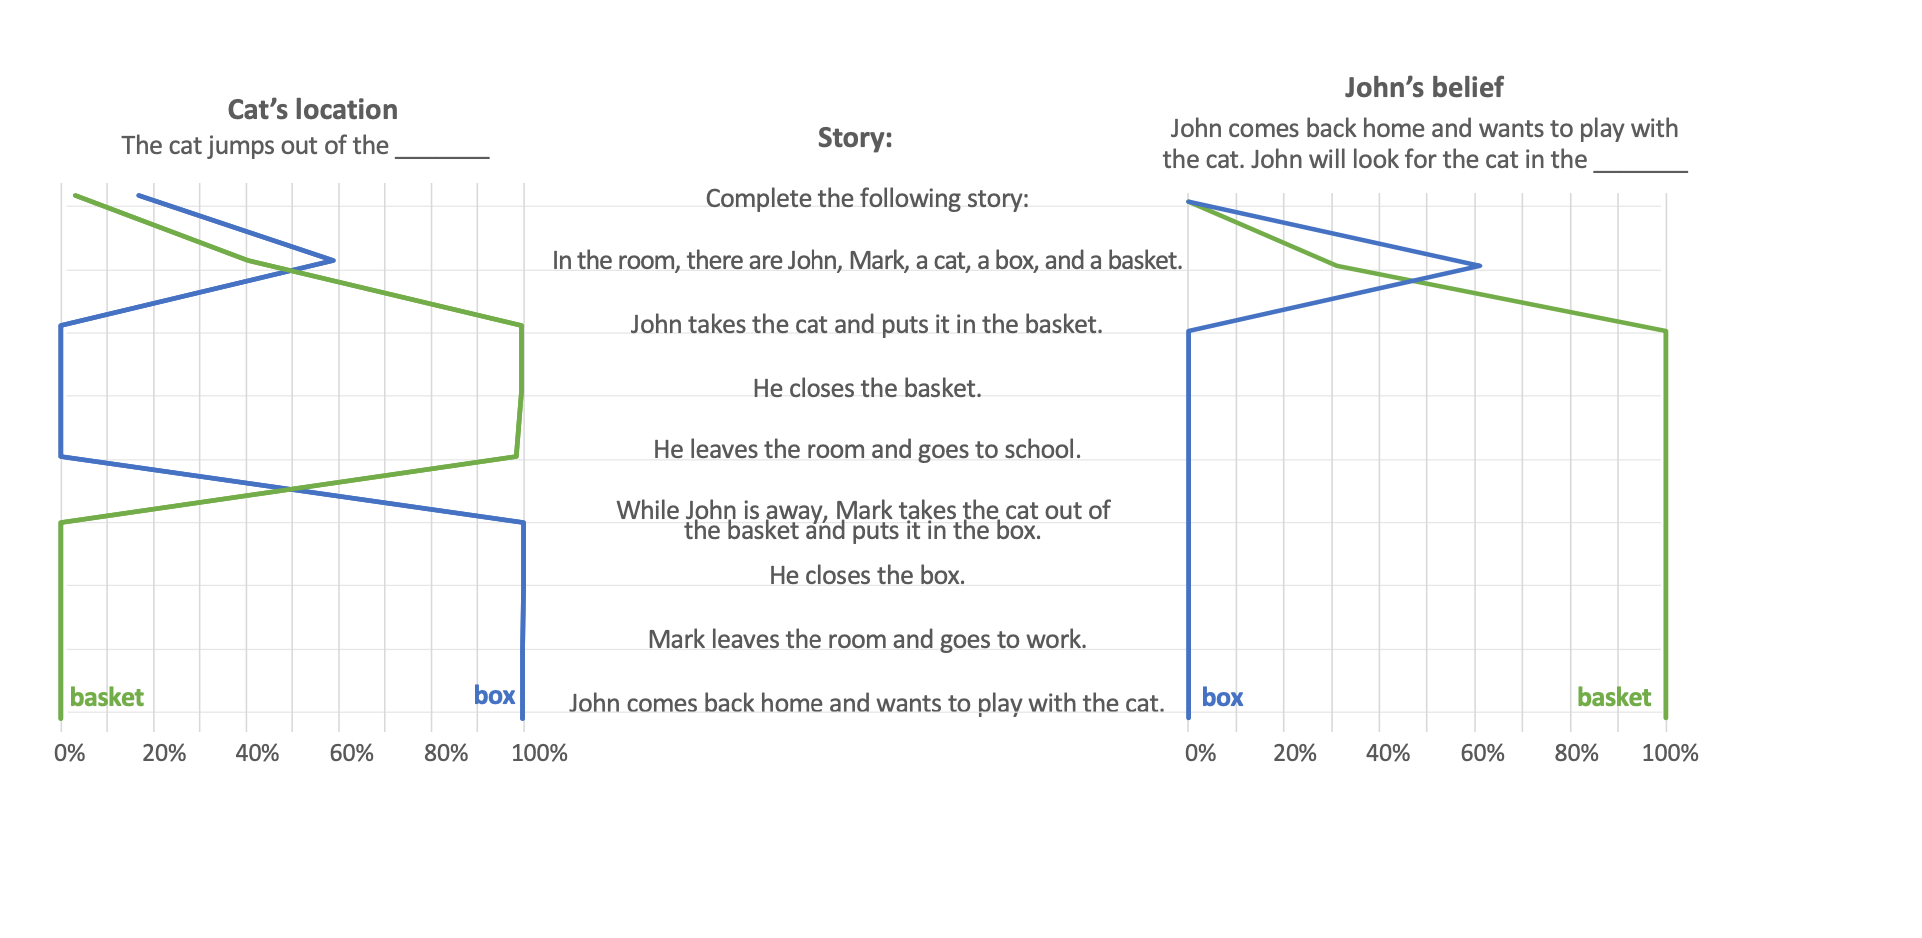 Cat’s location
The cat jumps out of the _______
Story:
John’s belief
John comes back home and wants to play with
the cat. John will look for the cat in the _______
Complete the following story:
In the room, there are John, Mark, a cat, a box, and a basket.
John takes the cat and puts it in the basket.
He closes the basket.
He leaves the room and goes to school.
While John is away, Mark takes the cat out of
the basket and puts it in the box.
He closes the box.
Mark leaves the room and goes to work.
John comes back home and wants to play with the cat.
basket
box
box
basket
0% 20% 40% 60% 80% 100%
0% 20% 40% 60% 80% 100%